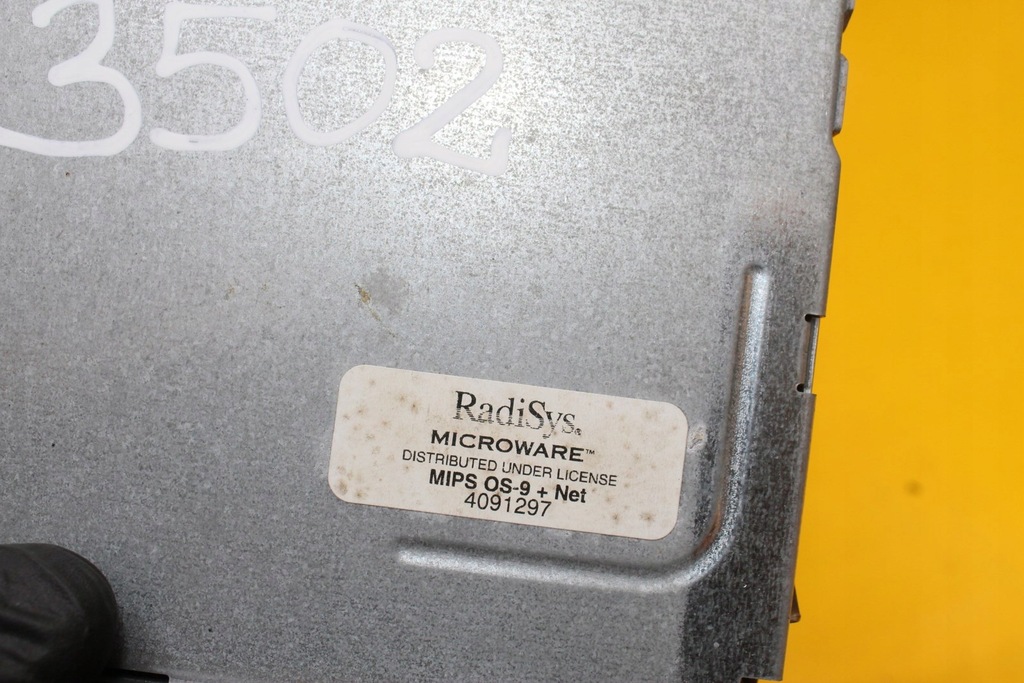 3502
RadiSys.
MICROWARE™
DISTRIBUTED UNDER LICENSE
MIPS OS-9 + Net
4091297